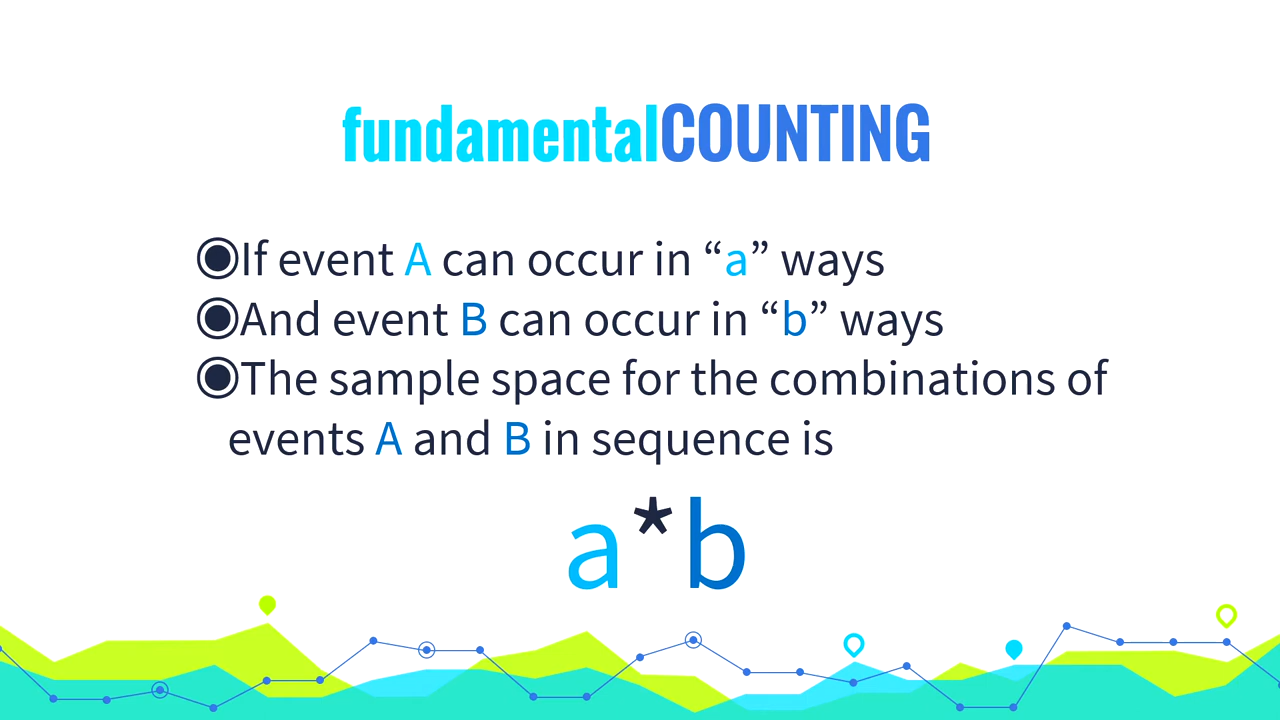 fundamentalCOUNTING
◉If event A can occur in “a” ways
◉And event B can occur in “b” ways
◉The sample space for the combinations of
events A and B in sequence is
a*b